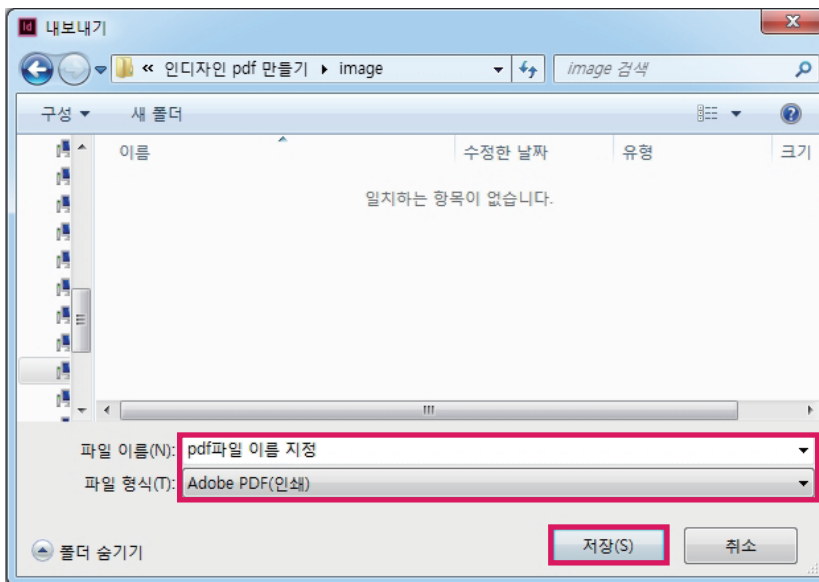 Id 내보내기
« 인디자인 pdf 만들기 ▸ image
image 검색
구성 ▼ 새 폴더
이름 수정한 날짜 유형 크기
일치하는 항목이 없습니다.
파일 이름(N): pdf파일 이름 지정
파일 형식(T): Adobe PDF(인쇄)
폴더 숨기기 저장(S) 취소